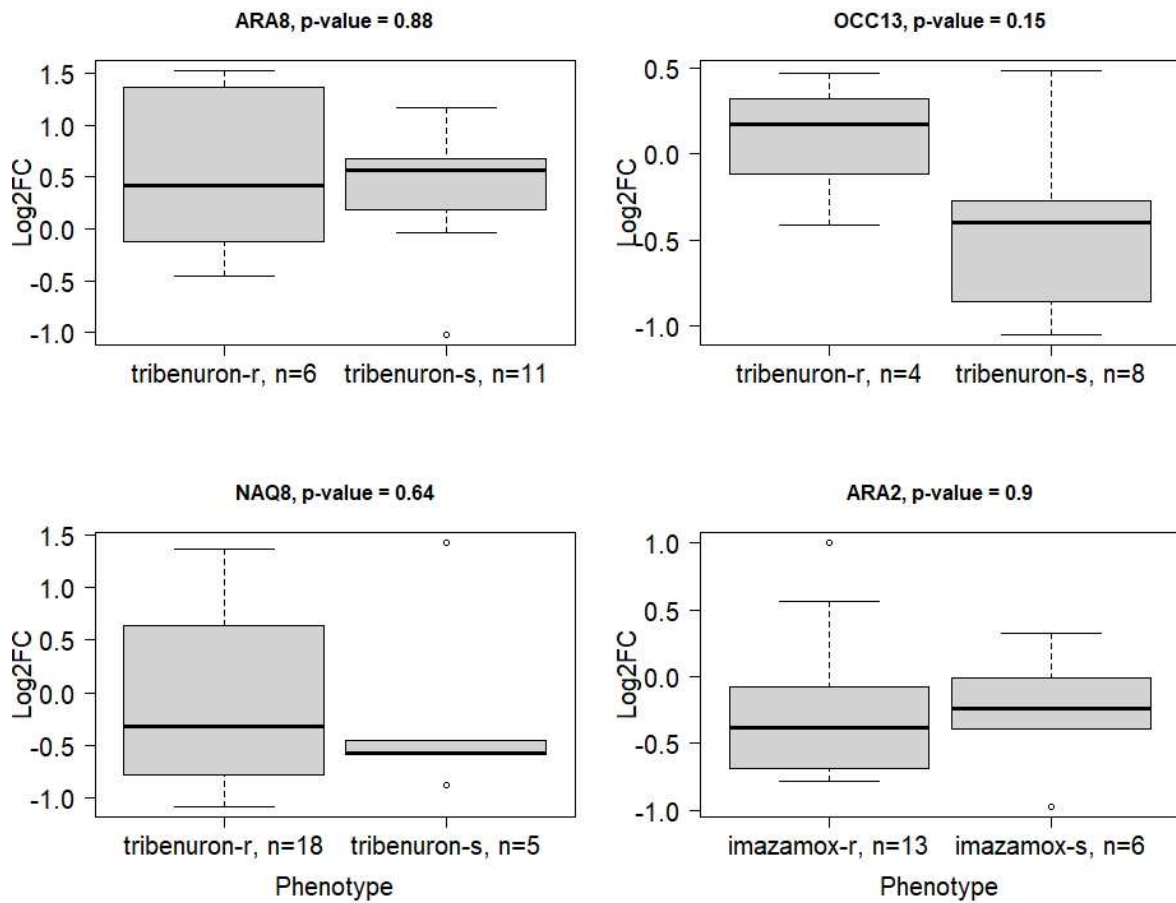 ARA8, p-value = 0.88
Log2FC
1.5
1.0
0.5
0.0
-0.5
-1.0
tribenuron-r, n=6 tribenuron-s, n=11
OCC13, p-value = 0.15
Log2FC
0.5
0.0
-0.5
-1.0
tribenuron-r, n=4 tribenuron-s, n=8
NAQ8, p-value = 0.64
Log2FC
1.5
1.0
0.5
0.0
-0.5
-1.0
tribenuron-r, n=18 tribenuron-s, n=5
Phenotype
ARA2, p-value = 0.9
Log2FC
1.0
0.5
0.0
-0.5
-1.0
imazamox-r, n=13 imazamox-s, n=6
Phenotype